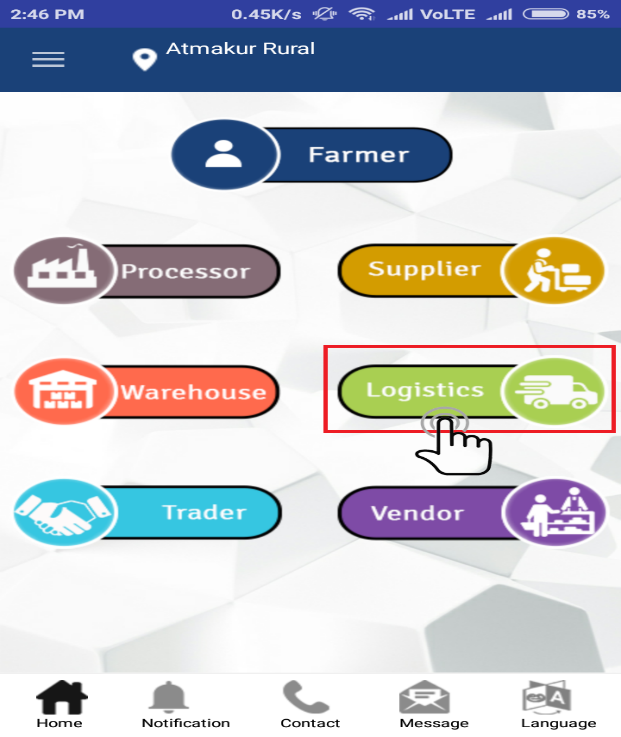 2:46 PM 0.45K/s VoLTE 85%
Atmakur Rural
Farmer
Processor Supplier
Warehouse Logistics
Trader Vendor
Home Notification Contact Message Language